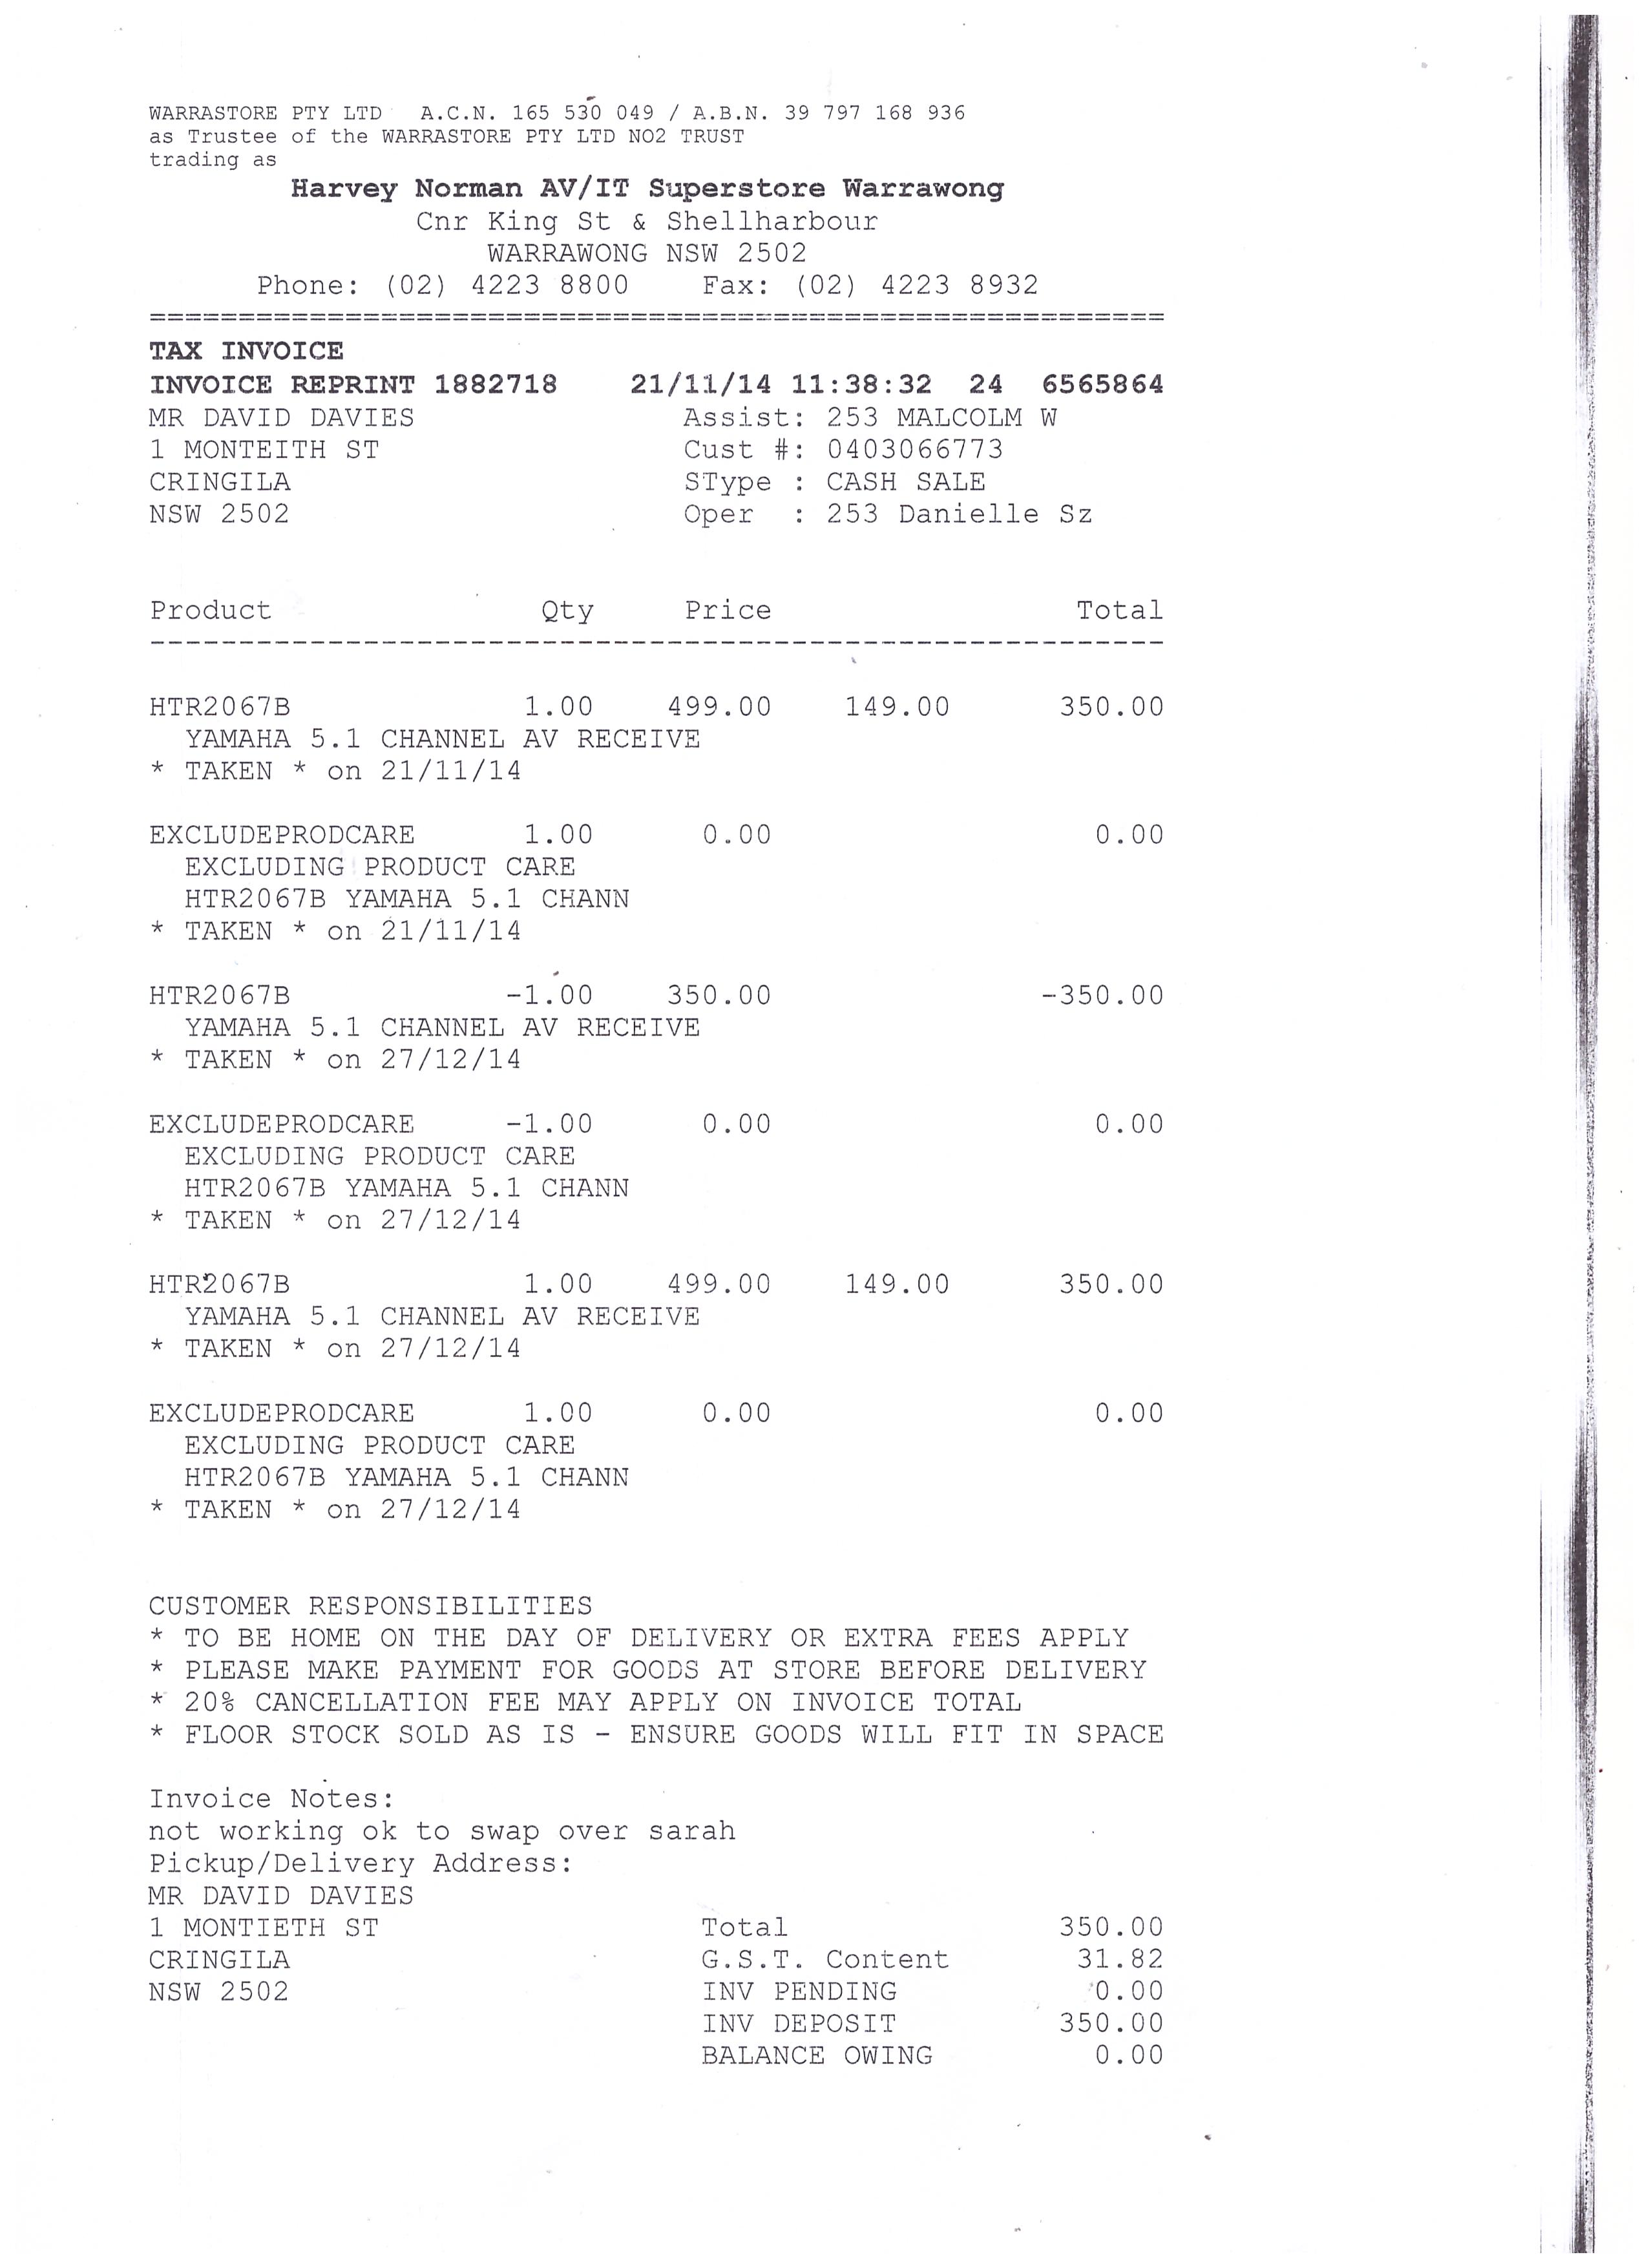 WARRASTORE PTY LTD A.C.N. 165 530 049 / A.B.N. 39 797 168 936
as Trustee of the WARRASTORE PTY LTD NO2 TRUST
trading as
Harvey Norman AV/IT Superstore Warrawong
Cnr King St & Shellharbour
WARRAWONG NSW 2502
Phone: (02) 4223 8800 Fax: (02) 4223 8932
=========================================================
TAX INVOICE
INVOICE REPRINT 1882718 21/11/14 11:38:32 24 6565864
MR DAVID DAVIES Assist: 253 MALCOLM W
1 MONTEITH ST Cust #: 0403066773
CRINGILA SType : CASH SALE
NSW 2502 Oper : 253 Danielle Sz
Product Qty Price Total
---------------------------------------------------------
HTR2067B 1.00 499.00 149.00 350.00
YAMAHA 5.1 CHANNEL AV RECEIVE
* TAKEN * on 21/11/14
EXCLUDEPRODCARE 1.00 0.00 0.00
EXCLUDING PRODUCT CARE
HTR2067B YAMAHA 5.1 CHANN
* TAKEN * on 21/11/14
HTR2067B -1.00 350.00 -350.00
YAMAHA 5.1 CHANNEL AV RECEIVE
* TAKEN * on 27/12/14
EXCLUDEPRODCARE -1.00 0.00 0.00
EXCLUDING PRODUCT CARE
HTR2067B YAMAHA 5.1 CHANN
* TAKEN * on 27/12/14
HTR2067B 1.00 499.00 149.00 350.00
YAMAHA 5.1 CHANNEL AV RECEIVE
* TAKEN * on 27/12/14
EXCLUDEPRODCARE 1.00 0.00 0.00
EXCLUDING PRODUCT CARE
HTR2067B YAMAHA 5.1 CHANN
* TAKEN * on 27/12/14
CUSTOMER RESPONSIBILITIES
* TO BE HOME ON THE DAY OF DELIVERY OR EXTRA FEES APPLY
* PLEASE MAKE PAYMENT FOR GOODS AT STORE BEFORE DELIVERY
* 20% CANCELLATION FEE MAY APPLY ON INVOICE TOTAL
* FLOOR STOCK SOLD AS IS - ENSURE GOODS WILL FIT IN SPACE
Invoice Notes:
not working ok to swap over sarah
Pickup/Delivery Address:
MR DAVID DAVIES
1 MONTIETH ST Total 350.00
CRINGILA G.S.T. Content 31.82
NSW 2502 INV PENDING 0.00
INV DEPOSIT 350.00
BALANCE OWING 0.00